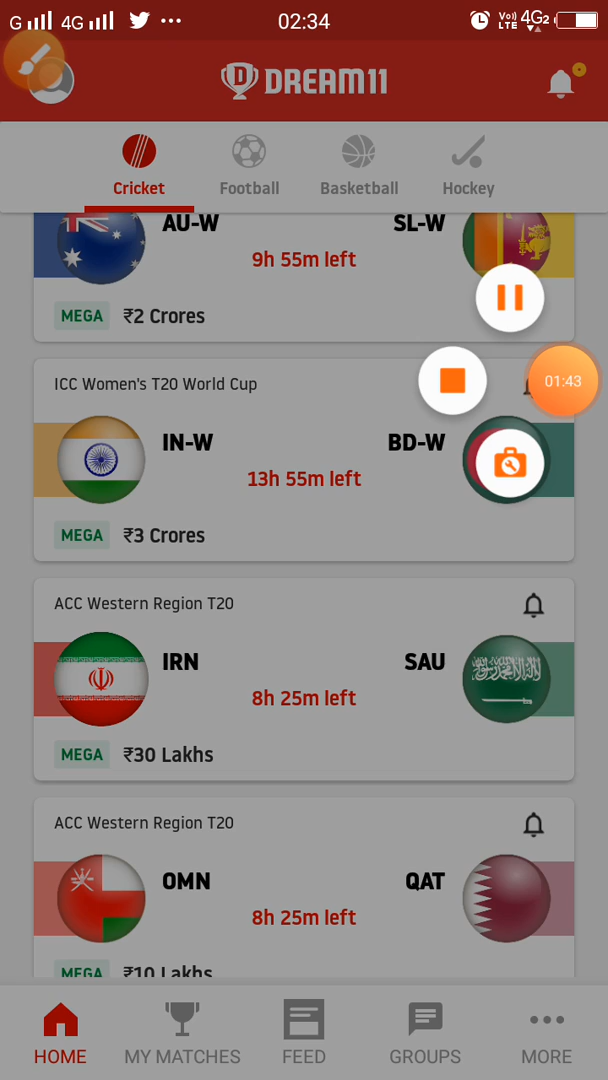 G 4G 02:34 Vo) LTE 4G2
DREAM11
Cricket Football Basketball Hockey
AU-W SL-W
9h 55m left
MEGA ₹2 Crores
ICC Women's T20 World Cup
01:43
IN-W BD-W
13h 55m left
MEGA ₹3 Crores
ACC Western Region T20
IRN SAU
8h 25m left
MEGA ₹30 Lakhs
ACC Western Region T20
OMN QAT
8h 25m left
MEGA ₹10 Lakhs
HOME MY MATCHES FEED GROUPS MORE